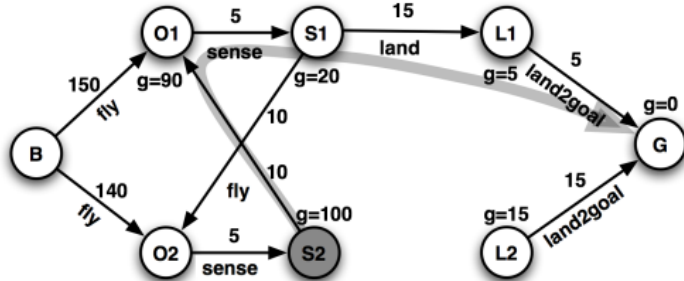 5
15
O1
S1
L1
sense
land
150
g=90
g=20
g=5
5
g=0
fly
land2goal
10
B
G
140
10
15
fly
fly
g=100
g=15
land2goal
5
O2
S2
L2
sense